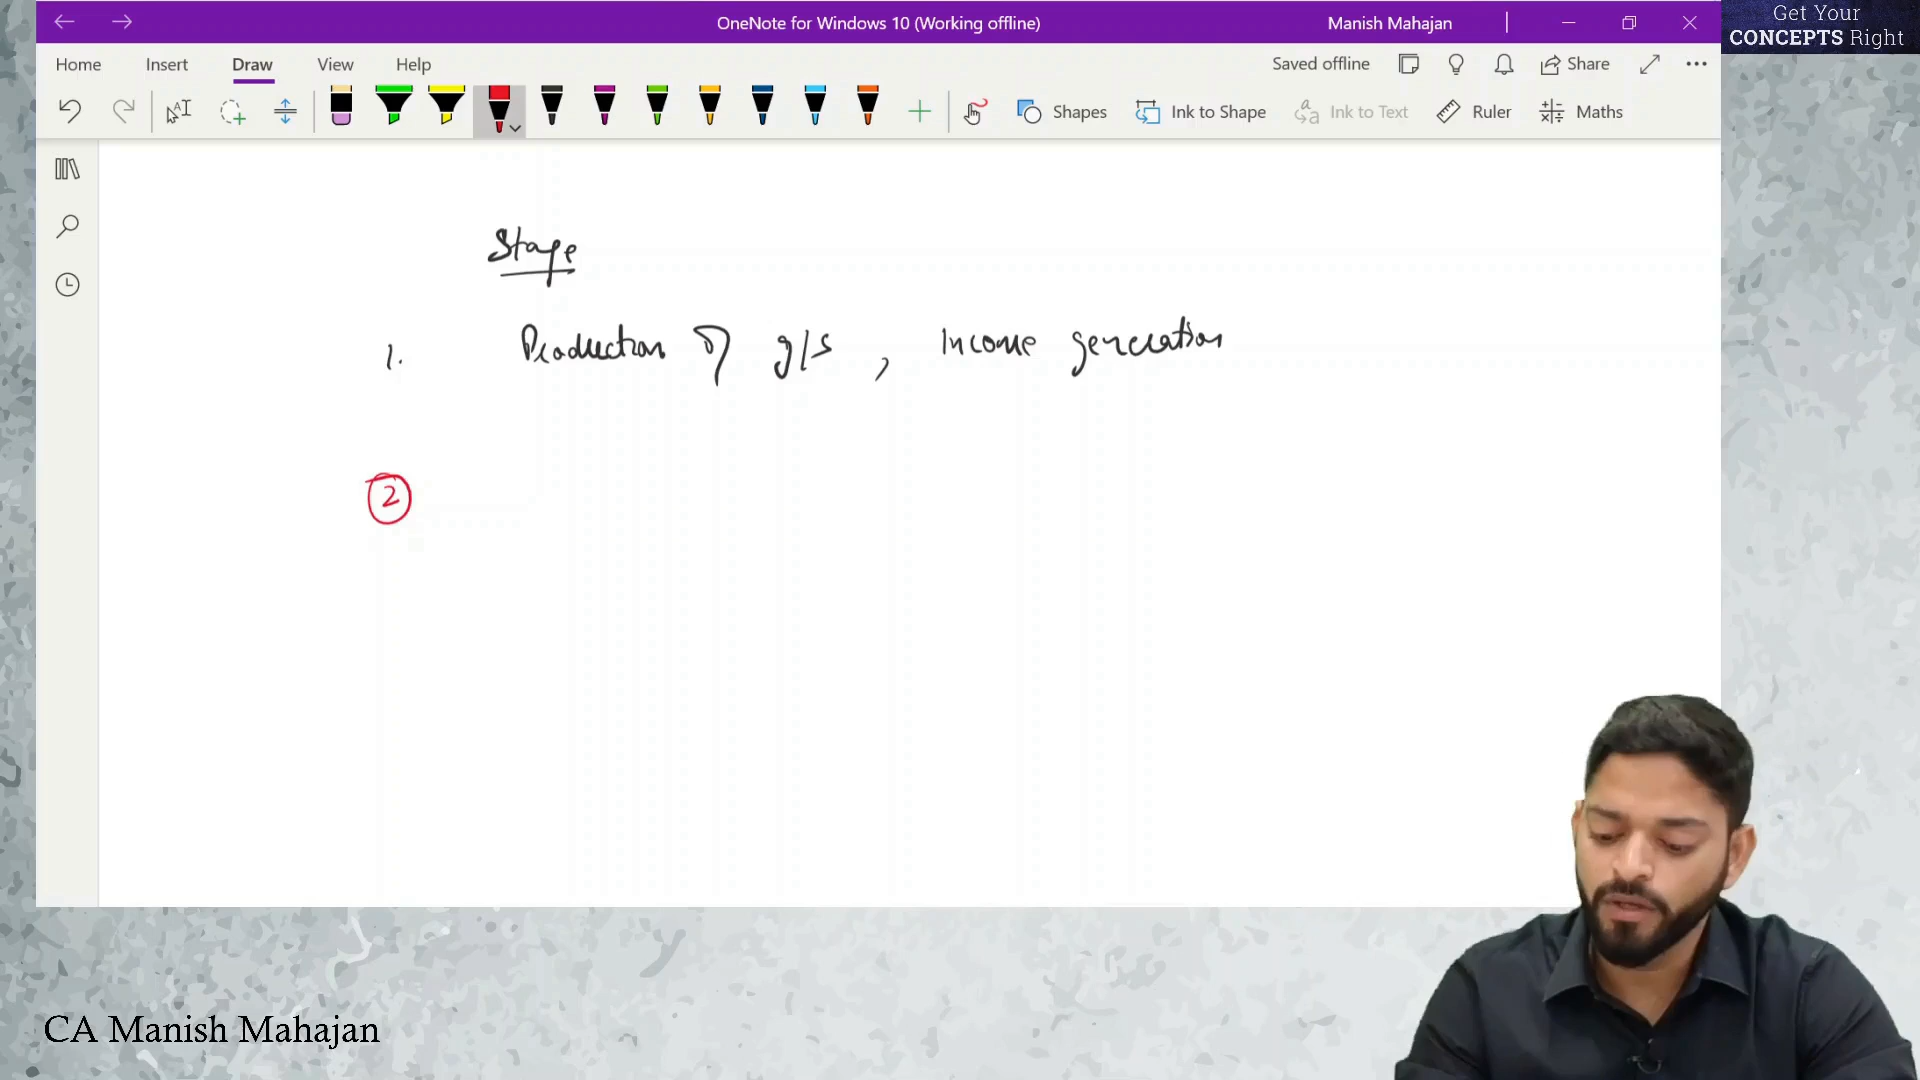 OneNote for Windows 10 (Working offline) Manish Mahajan
Get Your
CONCEPTS Right
Home Insert Draw View Help Saved offline Share
Shapes Ink to Shape Ink to Text Ruler Maths
Stage
1. Production of g/s , Income generation
2
CA Manish Mahajan